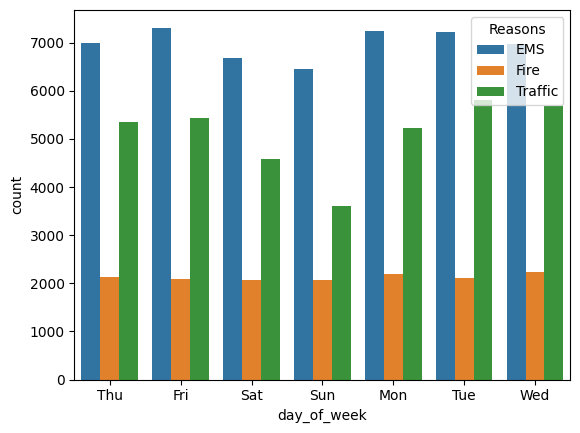 Reasons
EMS
Fire
Traffic
7000
6000
5000
4000
3000
2000
1000
0
count
Thu Fri Sat Sun Mon Tue Wed
day_of_week